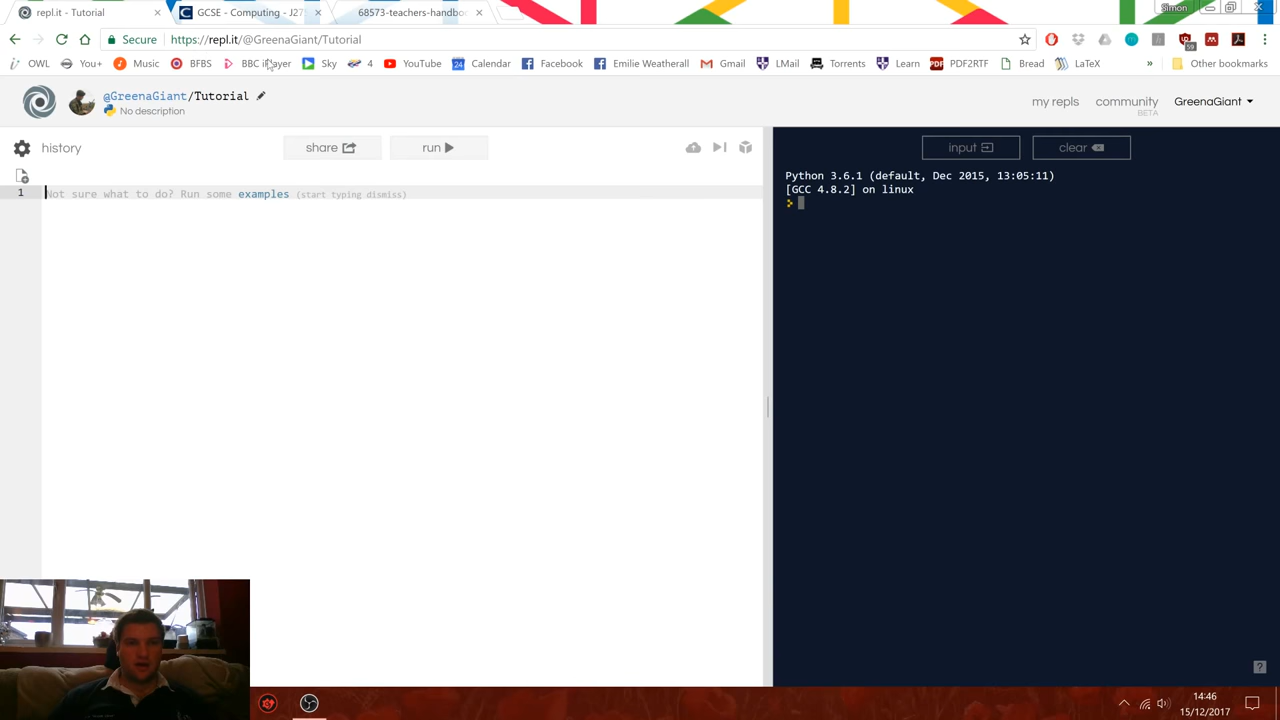 repl.it - Tutorial
GCSE - Computing - J27
68573-teachers-handbo
Simon
Secure https://repl.it/@GreenaGiant/Tutorial
59
OWL You+ Music BBC BFBS BBC iPlayer Sky 4 YouTube 24 Calendar Facebook Emilie Weatherall Gmail LMail Torrents Learn PDF PDF2RTF Bread LaTeX » Other bookmarks
@GreenaGiant/Tutorial
No description
my repls community BETA GreenaGiant
history share run input clear
1 Not sure what to do? Run some examples (start typing dismiss)
Python 3.6.1 (default, Dec 2015, 13:05:11)
[GCC 4.8.2] on linux
?
14:46
15/12/2017